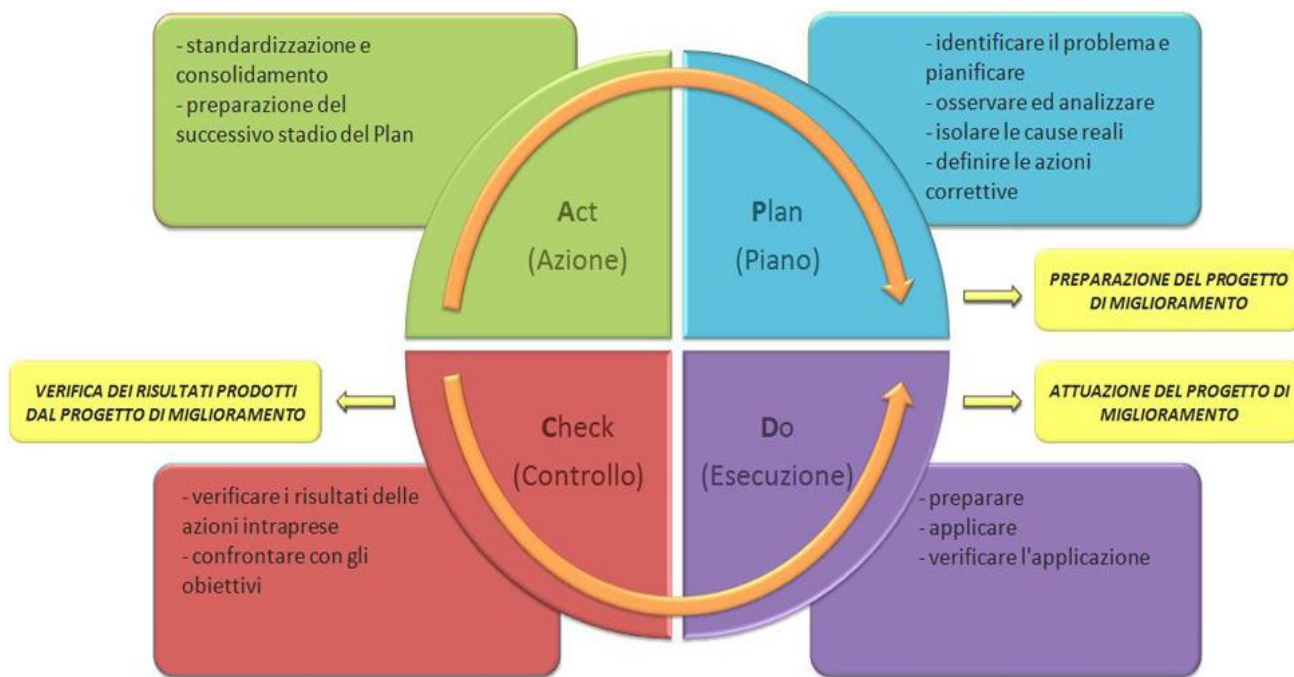 - standardizzazione e
consolidamento
- preparazione del
successivo stadio del Plan
- identificare il problema e
pianificare
- osservare ed analizzare
- isolare le cause reali
- definire le azioni
correttive
Act
(Azione)
Plan
(Piano)
PREPARAZIONE DEL PROGETTO
DI MIGLIORAMENTO
VERIFICA DEI RISULTATI PRODOTTI
DAL PROGETTO DI MIGLIORAMENTO
Check
(Controllo)
Do
(Esecuzione)
ATTUAZIONE DEL PROGETTO DI
MIGLIORAMENTO
- verificare i risultati delle
azioni intraprese
- confrontare con gli
obiettivi
- preparare
- applicare
- verificare l'applicazione